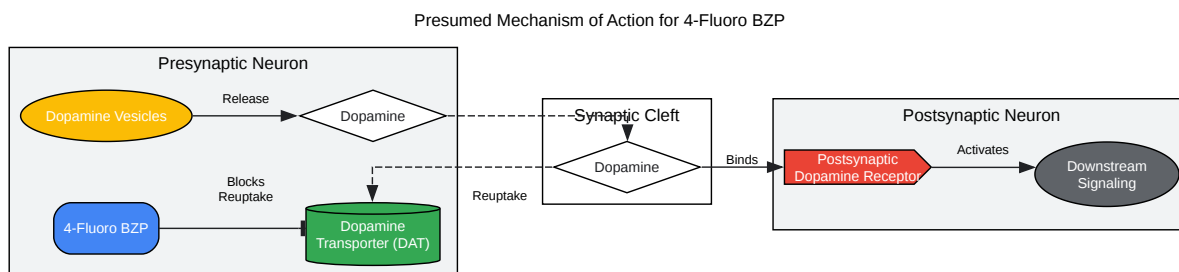 Presumed Mechanism of Action for 4-Fluoro BZP
Presynaptic Neuron
Dopamine Vesicles
Release
Dopamine
Blocks
Reuptake
4-Fluoro BZP
Dopamine
Transporter (DAT)
Reuptake
Synaptic Cleft
Dopamine
Binds
Postsynaptic Neuron
Postsynaptic
Dopamine Receptor
Activates
Downstream
Signaling